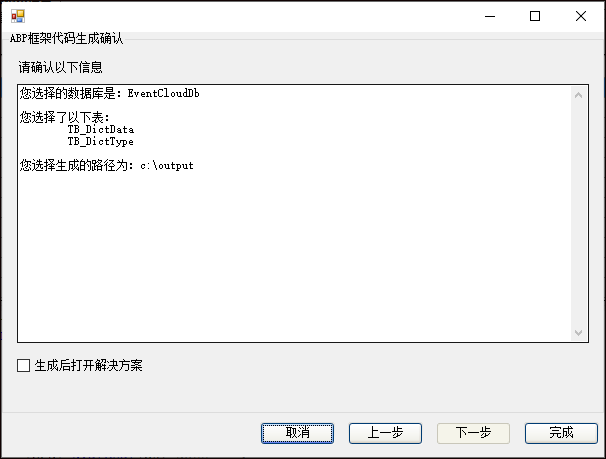 ABP框架代码生成确认
请确认以下信息
您选择的数据库是: EventCloudDb
您选择了以下表:
TB_DictData
TB_DictType
您选择生成的路径为: c:\output
生成后打开解决方案
取消 上一步 下一步 完成